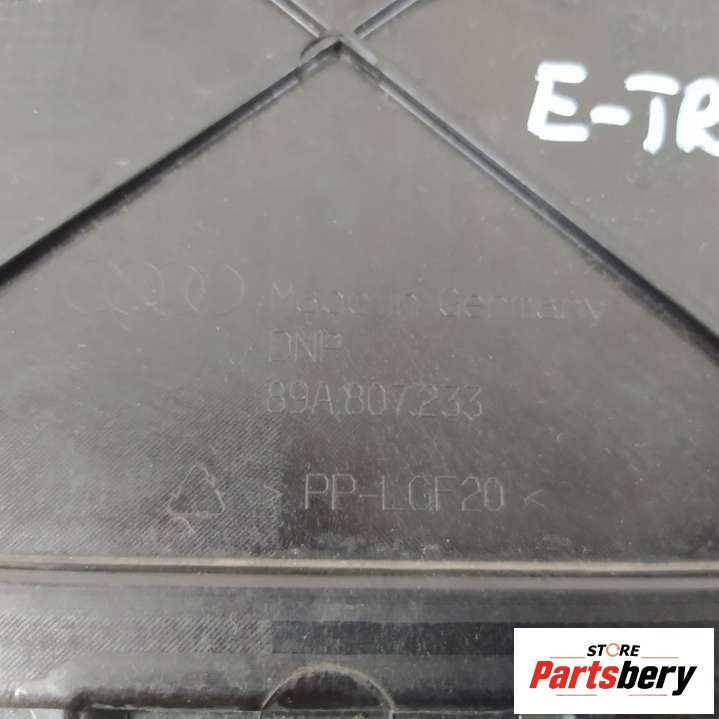 E-TR
Made in Germany
DNP
89A.807.233
> PP-LGF20 <
STORE
Partsbery